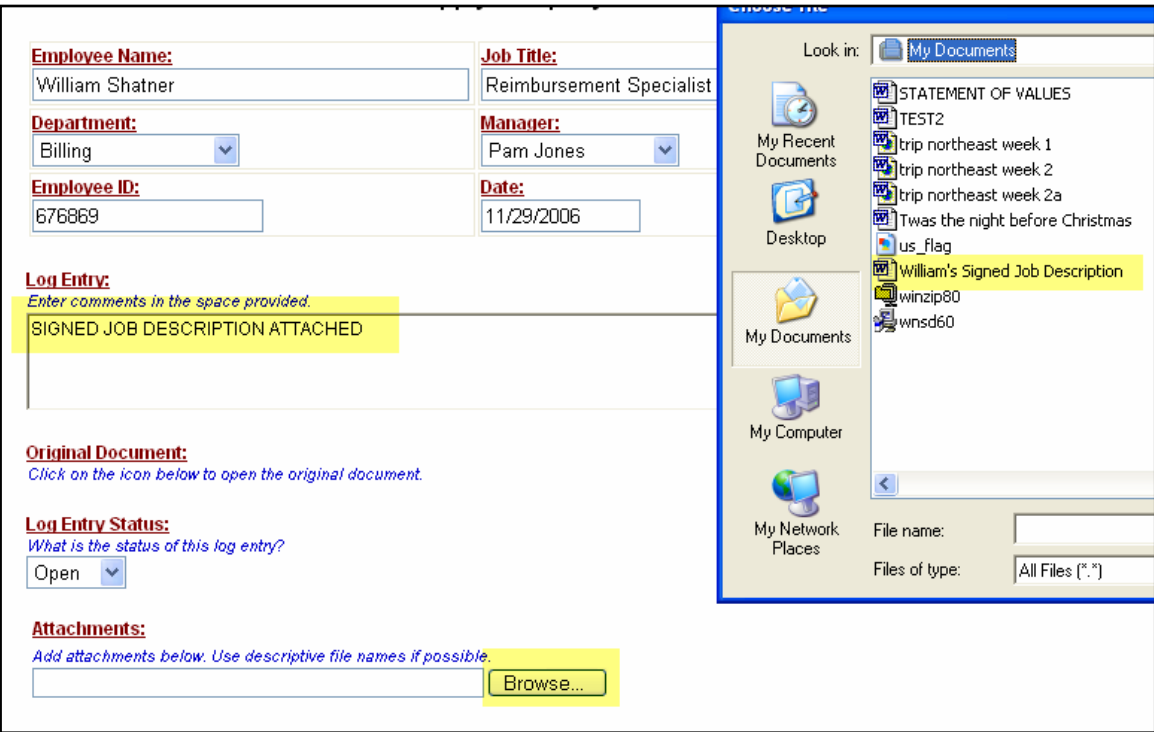 Employee Name:
William Shatner
Job Title:
Reimbursement Specialist
Department:
Billing
Manager:
Pam Jones
Employee ID:
676869
Date:
11/29/2006
Log Entry:
Enter comments in the space provided.
SIGNED JOB DESCRIPTION ATTACHED
Original Document:
Click on the icon below to open the original document.
Log Entry Status:
What is the status of this log entry?
Open
Attachments:
Add attachments below. Use descriptive file names if possible.
Browse...
Look in:
My Documents
My Recent
Documents
Desktop
My Documents
My Computer
My Network
Places
STATEMENT OF VALUES
TEST2
trip northeast week 1
trip northeast week 2
trip northeast week 2a
Twas the night before Christmas
us_flag
William's Signed Job Description
winzip80
wnsd60
File name:
Files of type:
All Files (*.*)